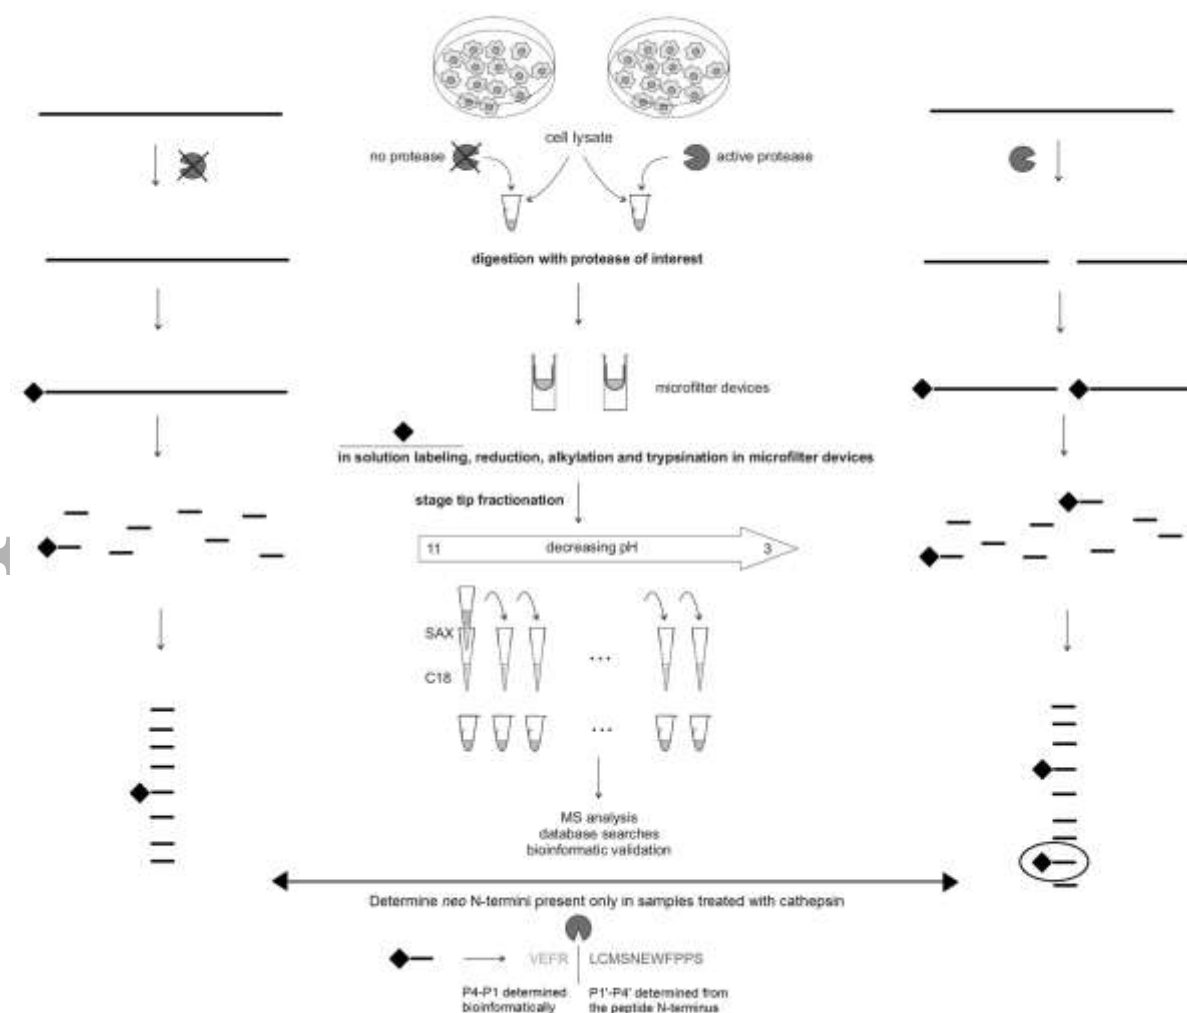 cell lysate
no protease
active protease
digestion with protease of interest
microfilter devices
in solution labeling, reduction, alkylation and trypsination in microfilter devices
stage tip fractionation
11 decreasing pH 3
SAX
C18
...
...
MS analysis
database searches
bioinformatic validation
Determine neo N-termini present only in samples treated with cathepsin
VEFR LCMSNEWFPPS
P4-P1 determined
bioinformatically
P1'-P4' determined from
the peptide N-terminus